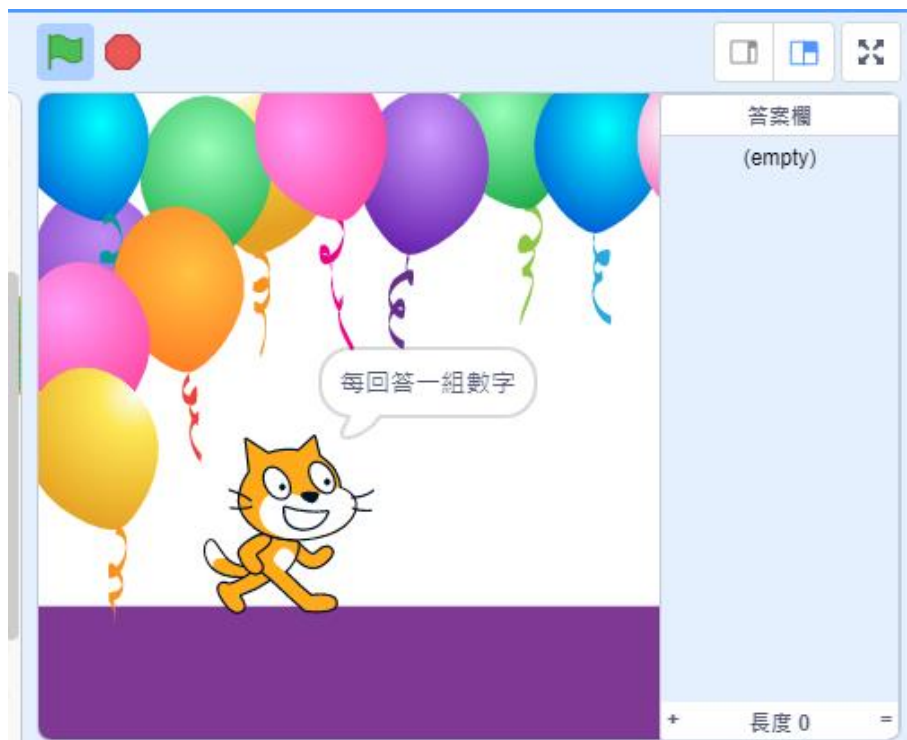 答案欄
(empty)
每回答一組數字
+ 長度 0 =